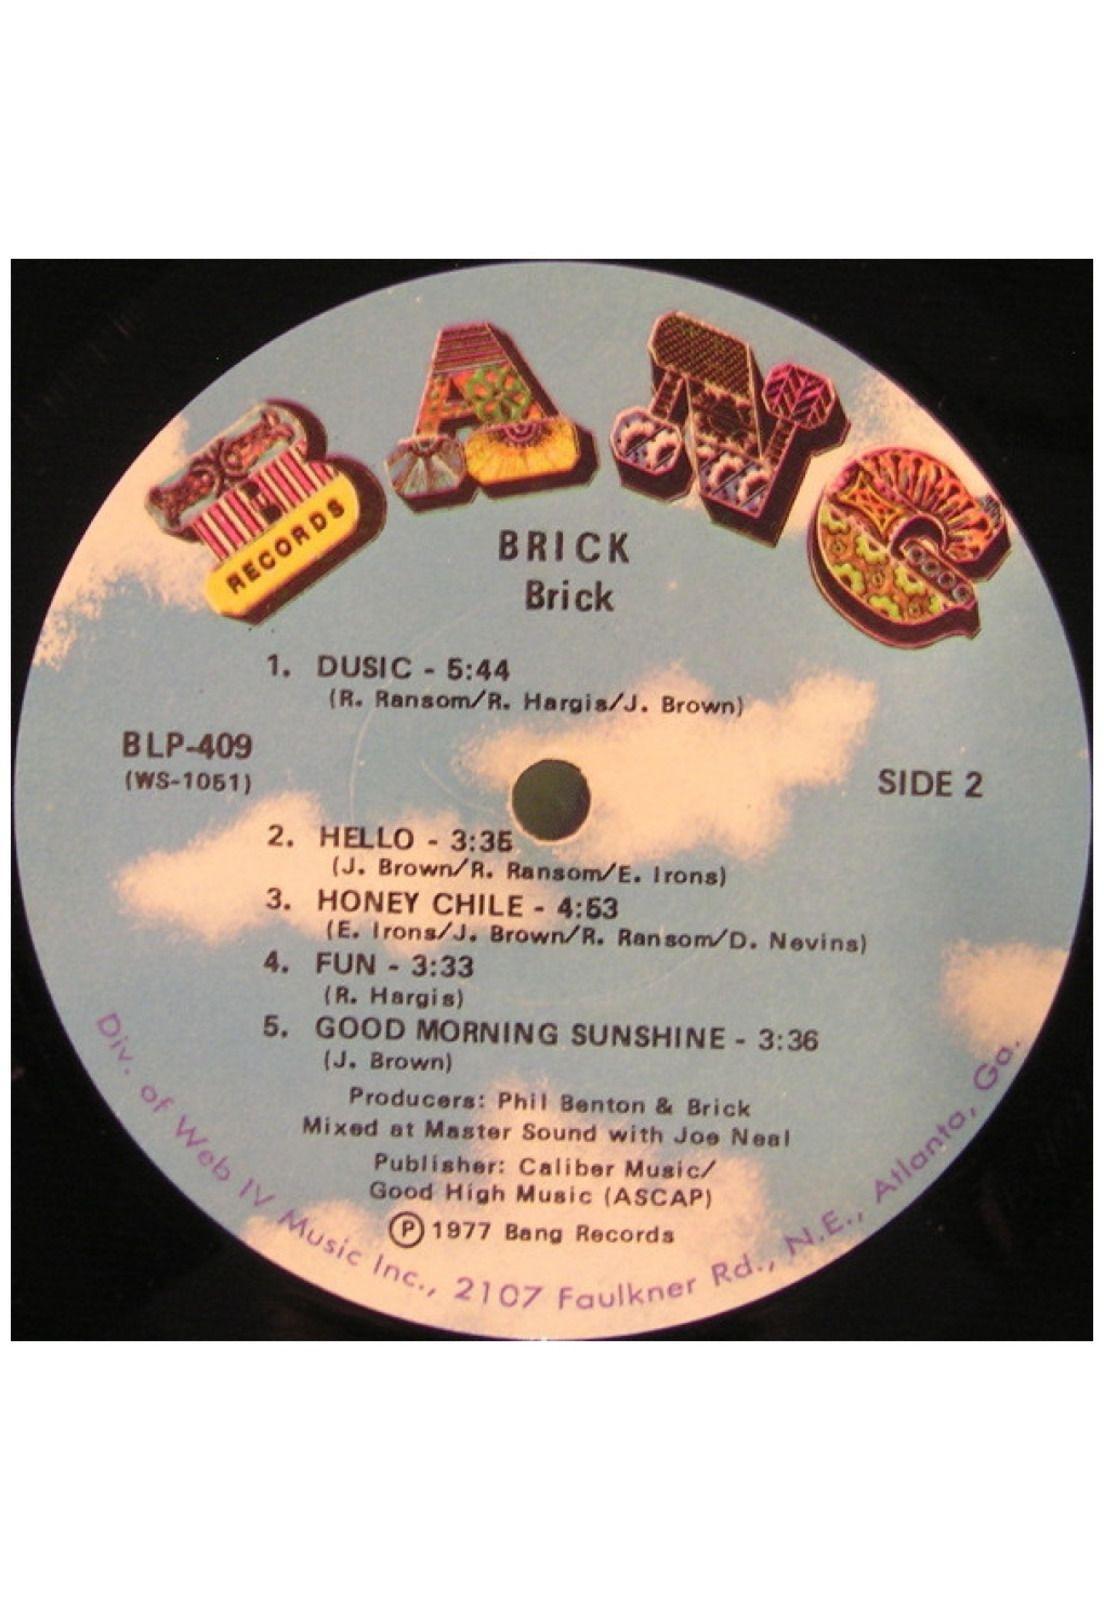 BANG
RECORDS
BRICK
Brick
1. DUSIC - 5:44
(R. Ransom/R. Hargis/J. Brown)
BLP-409
(WS-1051)
SIDE 2
2. HELLO - 3:35
(J. Brown/R. Ransom/E. Irons)
3. HONEY CHILE - 4:53
(E. Irons/J. Brown/R. Ransom/D. Nevins)
4. FUN - 3:33
(R. Hargis)
5. GOOD MORNING SUNSHINE - 3:36
(J. Brown)
Producers: Phil Benton & Brick
Mixed at Master Sound with Joe Neal
Publisher: Caliber Music/
Good High Music (ASCAP)
Ⓟ 1977 Bang Records
Div. of Web IV Music Inc., 2107 Faulkner Rd., N.E., Atlanta, Ga.